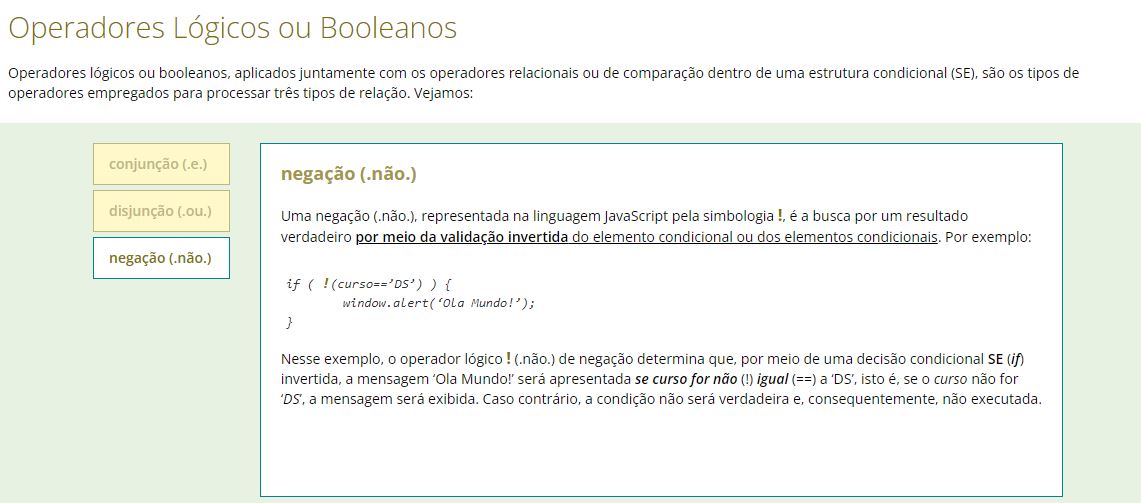 Operadores Lógicos ou Booleanos
Operadores lógicos ou booleanos, aplicados juntamente com os operadores relacionais ou de comparação dentro de uma estrutura condicional (SE), são os tipos de
operadores empregados para processar três tipos de relação. Vejamos:
conjunção (.e.)
disjunção (.ou.)
negação (.não.)
negação (.não.)
Uma negação (.não.), representada na linguagem JavaScript pela simbologia !, é a busca por um resultado
verdadeiro por meio da validação invertida do elemento condicional ou dos elementos condicionais. Por exemplo:
if ( !(curso==’DS’) ) {
window.alert(‘Ola Mundo!’);
}
Nesse exemplo, o operador lógico ! (.não.) de negação determina que, por meio de uma decisão condicional SE (if)
invertida, a mensagem ‘Ola Mundo!’ será apresentada se curso for não (!) igual (==) a ‘DS’, isto é, se o curso não for
‘DS’, a mensagem será exibida. Caso contrário, a condição não será verdadeira e, consequentemente, não executada.